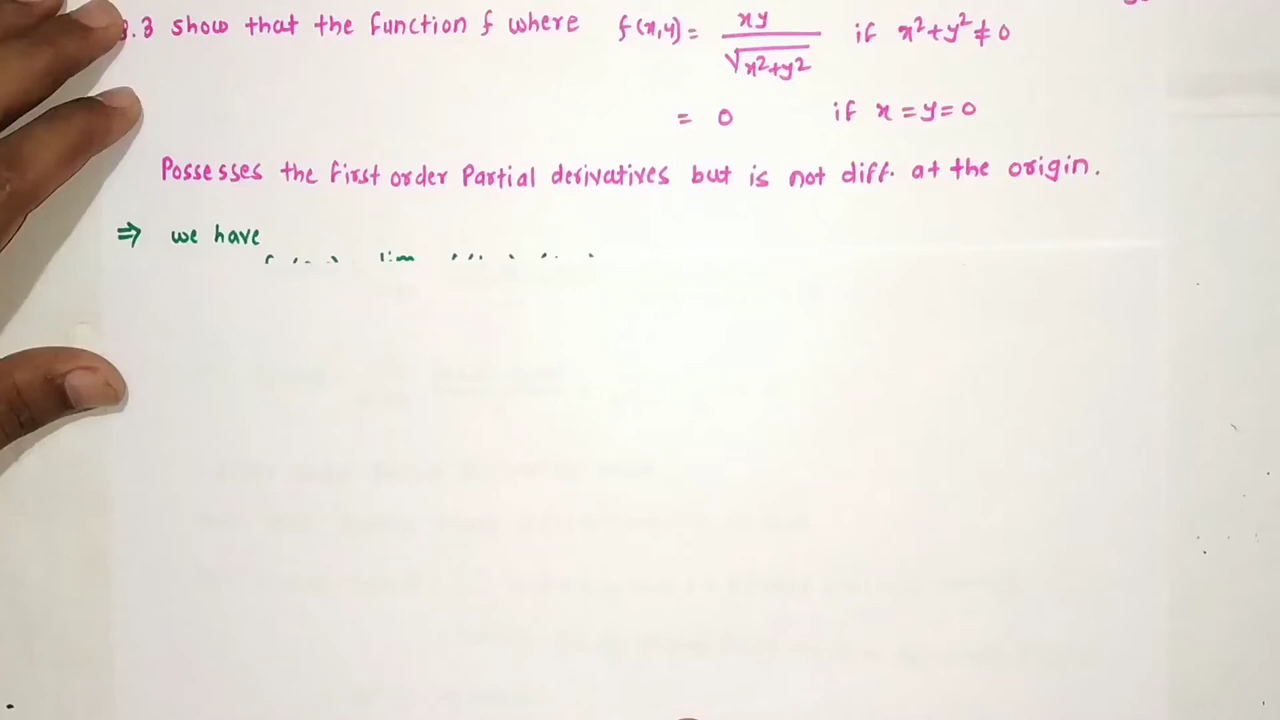 .3 show that the function f where f(x,y) = xy / √x²+y² if x²+y² ≠ 0
= 0 if x = y = 0
Possesses the first order Partial derivatives but is not diff. at the origin.
⇒ we have
lim